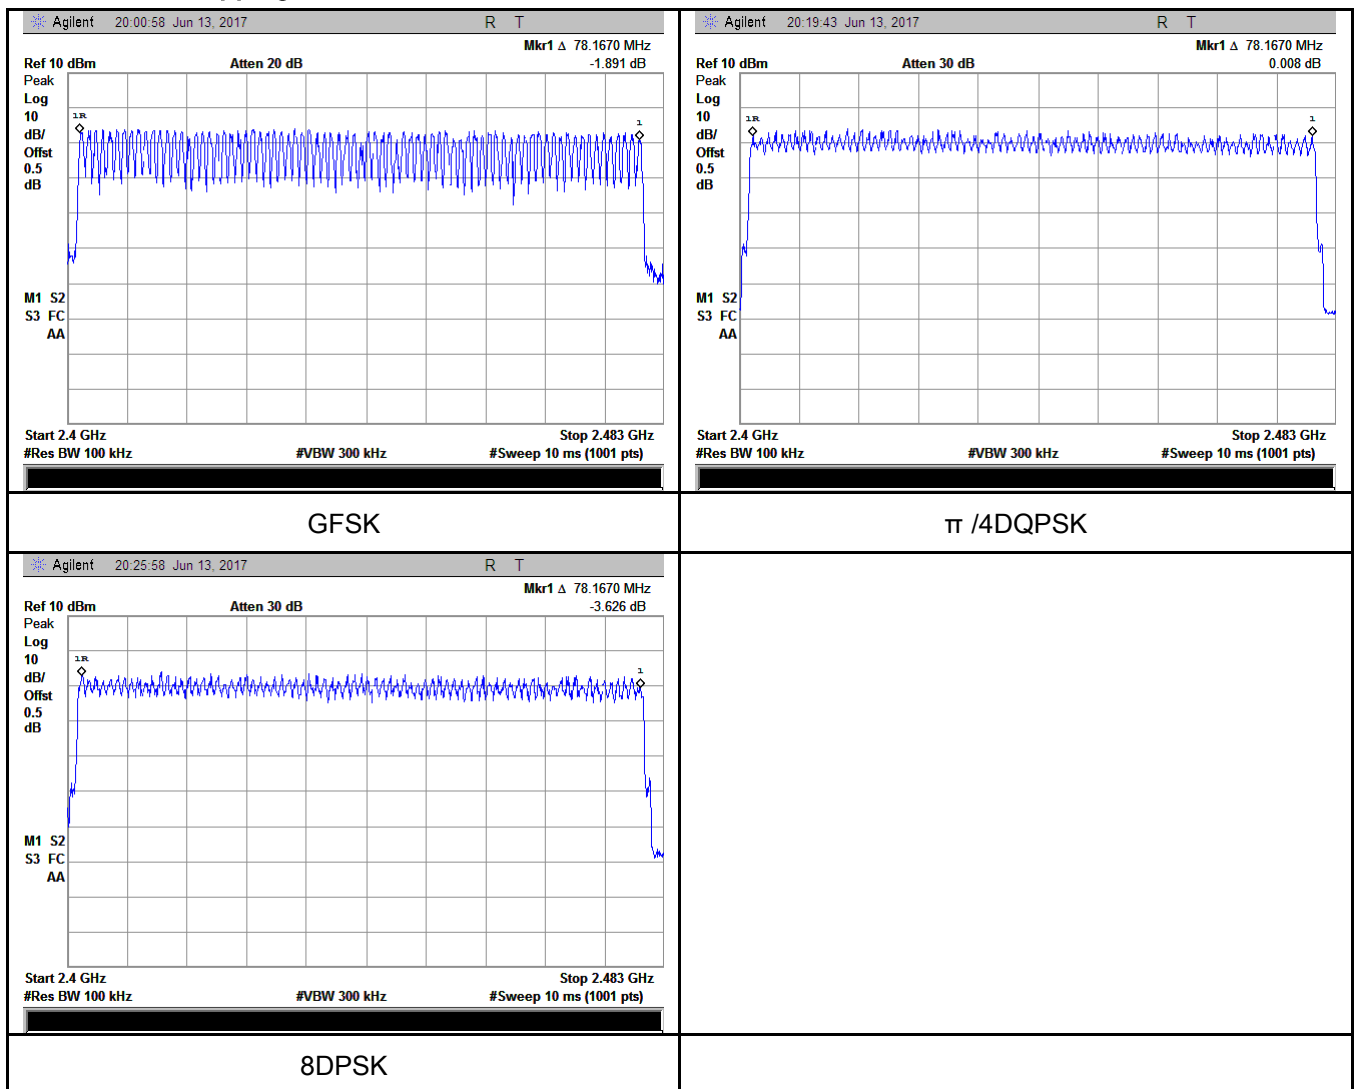 Agilent 20:00:58 Jun 13, 2017 R T
Mkr1 Δ 78.1670 MHz
Ref 10 dBm Atten 20 dB -1.891 dB
Peak
Log
10
dB/
Offst
0.5
dB
1R
1
M1 S2
S3 FC
AA
Start 2.4 GHz Stop 2.483 GHz
#Res BW 100 kHz #VBW 300 kHz #Sweep 10 ms (1001 pts)
GFSK
Agilent 20:19:43 Jun 13, 2017 R T
Mkr1 Δ 78.1670 MHz
Ref 10 dBm Atten 30 dB 0.008 dB
Peak
Log
10
dB/
Offst
0.5
dB
1R
1
M1 S2
S3 FC
AA
Start 2.4 GHz Stop 2.483 GHz
#Res BW 100 kHz #VBW 300 kHz #Sweep 10 ms (1001 pts)
π /4DQPSK
Agilent 20:25:58 Jun 13, 2017 R T
Mkr1 Δ 78.1670 MHz
Ref 10 dBm Atten 30 dB -3.626 dB
Peak
Log
10
dB/
Offst
0.5
dB
1R
1
M1 S2
S3 FC
AA
Start 2.4 GHz Stop 2.483 GHz
#Res BW 100 kHz #VBW 300 kHz #Sweep 10 ms (1001 pts)
8DPSK